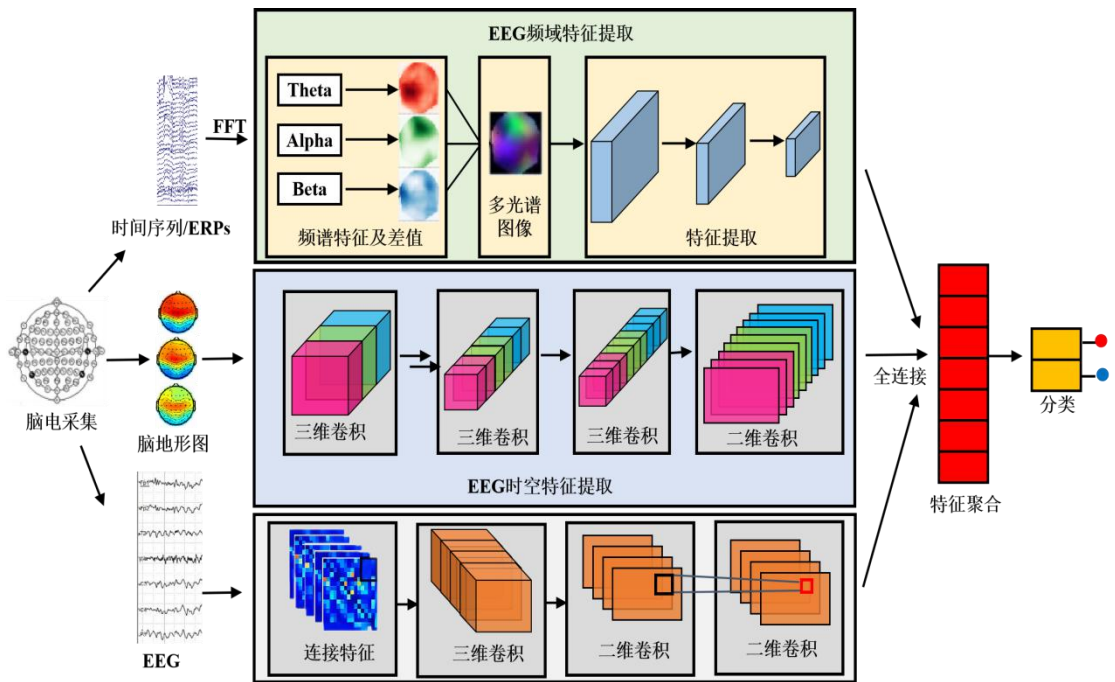 EEG频域特征提取
Theta
Alpha
Beta
FFT
时间序列/ERPs
频谱特征及差值
多光谱
图像
特征提取
脑电采集
脑地形图
三维卷积
三维卷积
三维卷积
二维卷积
EEG时空特征提取
全连接
特征聚合
分类
EEG
连接特征
三维卷积
二维卷积
二维卷积